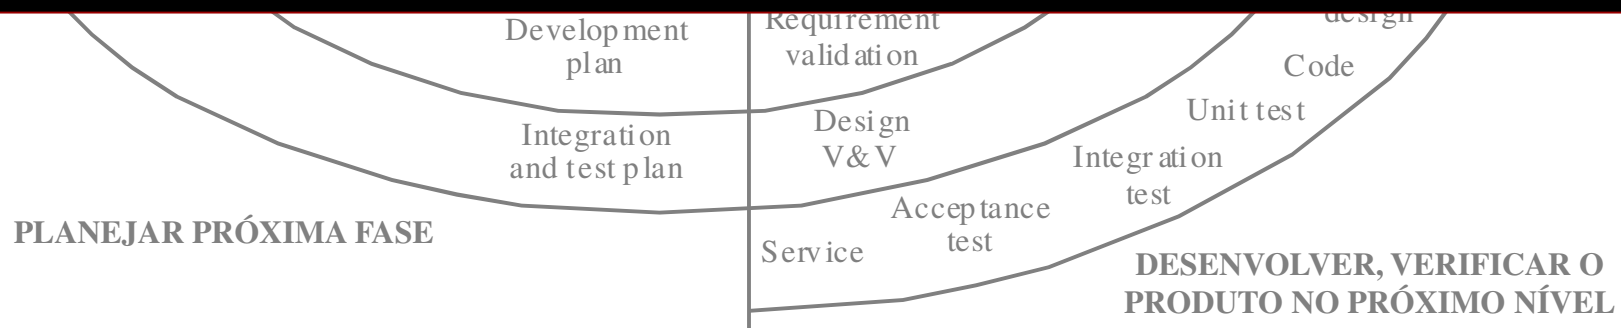 Development
plan
Requirement
validation
design
Code
Unit test
Integration
and test plan
Design
V&V
Integration
test
Acceptance
test
Service
PLANEJAR PRÓXIMA FASE
DESENVOLVER, VERIFICAR O
PRODUTO NO PRÓXIMO NÍVEL